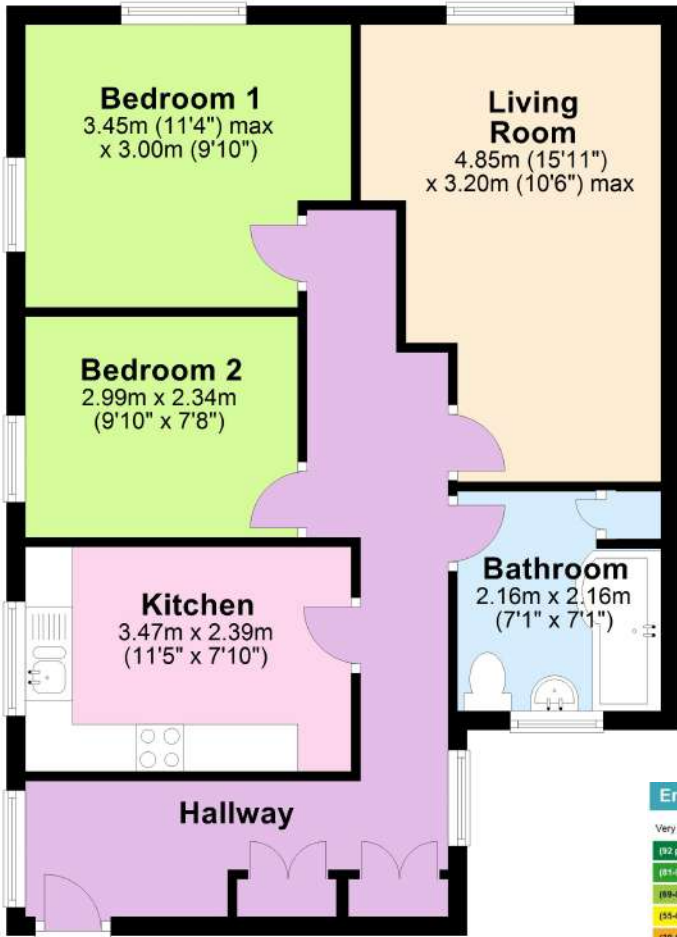 Bedroom 1
3.45m (11'4") max
x 3.00m (9'10")
Living
Room
4.85m (15'11")
x 3.20m (10'6") max
Bedroom 2
2.99m x 2.34m
(9'10" x 7'8")
Kitchen
3.47m x 2.39m
(11'5" x 7'10")
Bathroom
2.16m x 2.16m
(7'1" x 7'1")
Hallway
Very